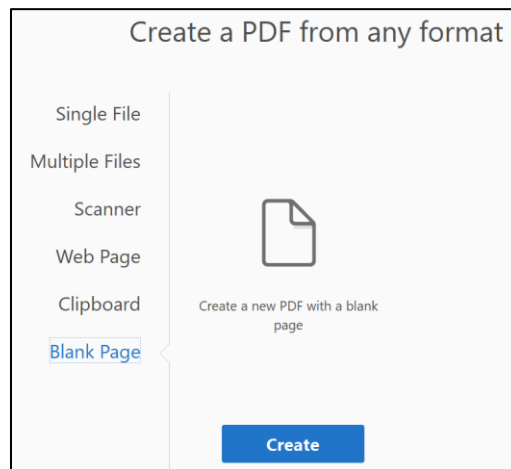 Create a PDF from any format
Single File
Multiple Files
Scanner
Web Page
Clipboard
Blank Page
Create a new PDF with a blank
page
Create